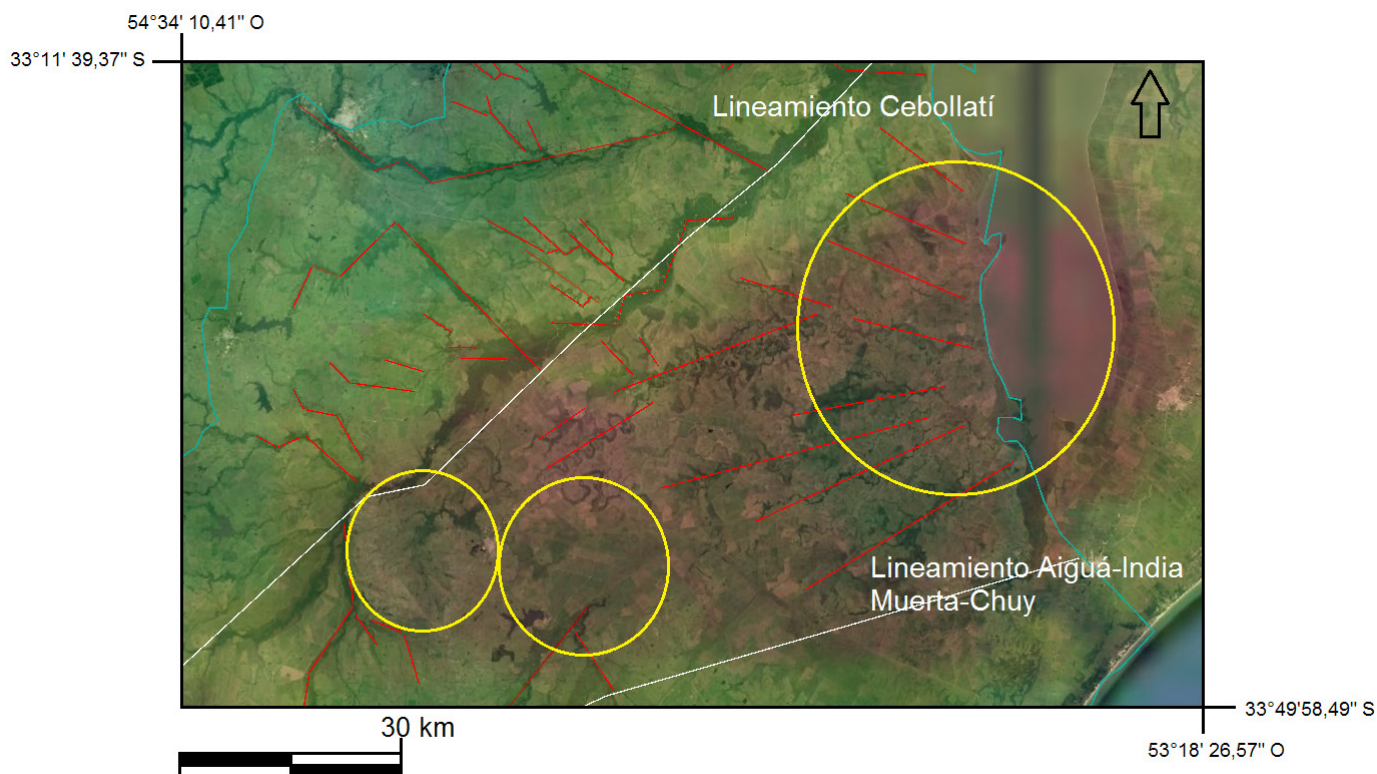 54°34' 10,41'' O
33°11' 39,37'' S
Lineamiento Cebollatí
Lineamiento Aiguá-India
Muerta-Chuy
33°49'58,49'' S
30 km
53°18' 26,57'' O